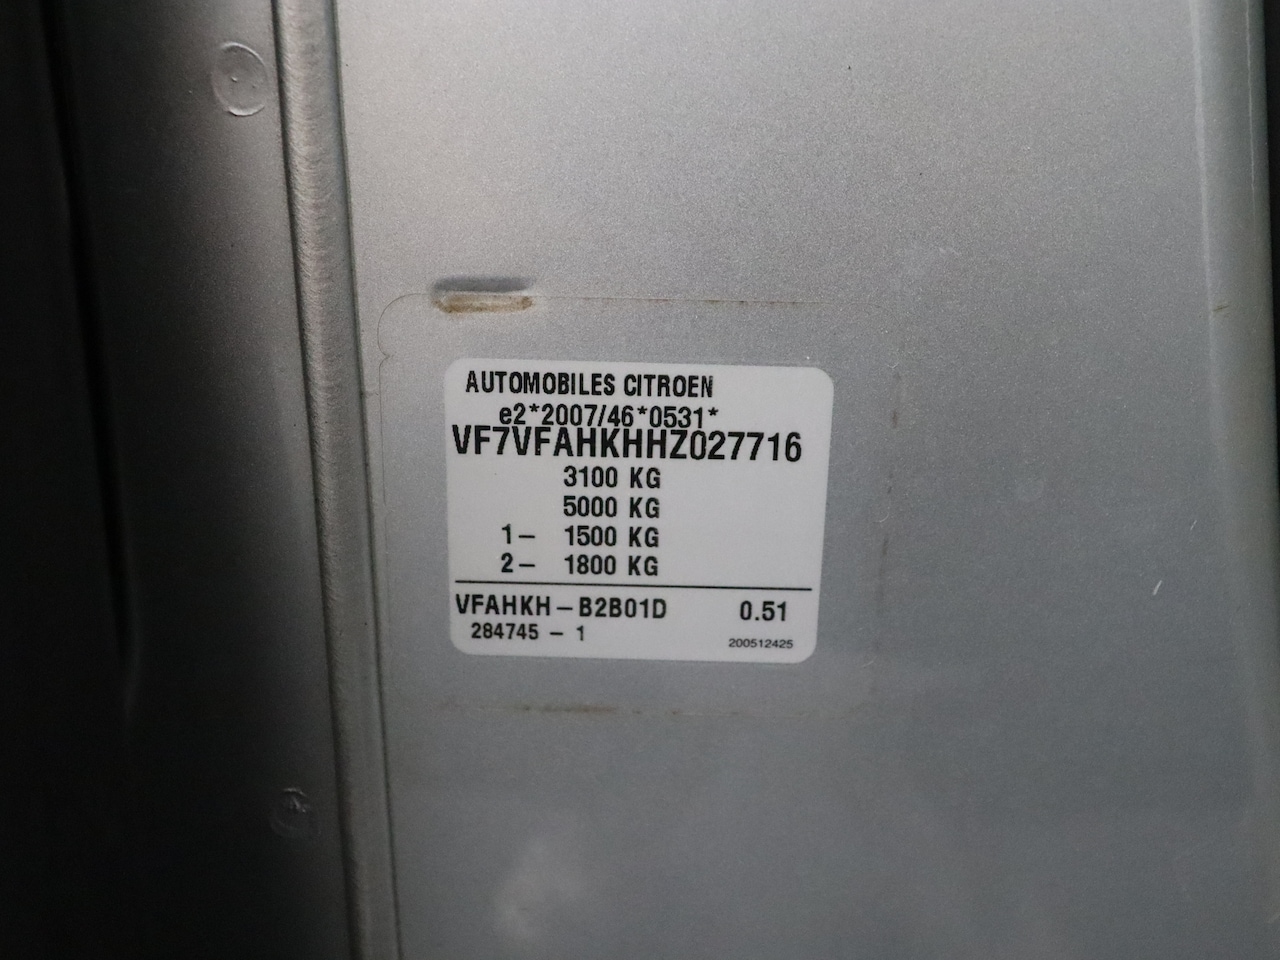 AUTOMOBILES CITROEN
e2*2007/46*0531*
VF7VFAHKHHZ027716
3100 KG
5000 KG
1– 1500 KG
2– 1800 KG
VFAHKH–B2B01D 0.51
284745 – 1 200512425